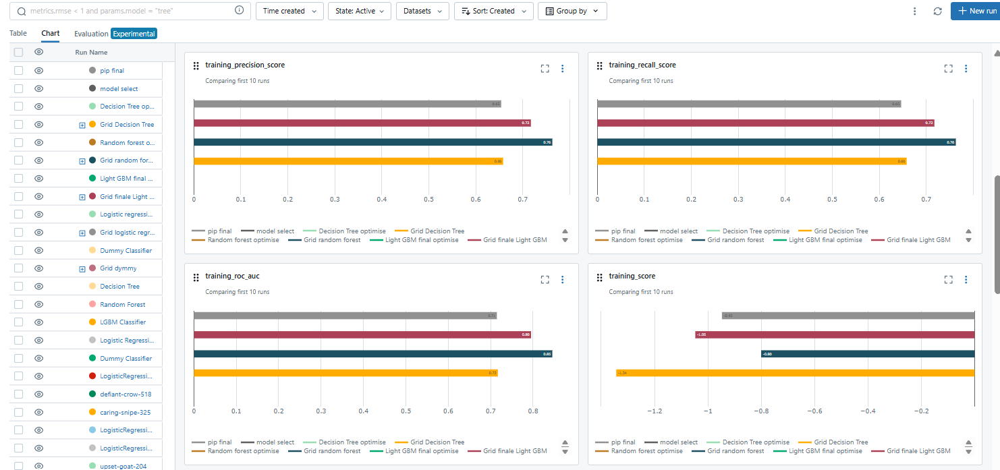 metrics.rmse < 1 and params.model = "tree"
Time created
State: Active
Datasets
Sort: Created
Group by
New run
Table Chart Evaluation Experimental
Run Name
pip final
model select
Decision Tree op...
Grid Decision Tree
Random forest o...
Grid random for...
Light GBM final ...
Grid finale Light ...
Logistic regressi...
Grid logistic regr...
Dummy Classifier
Grid dymmy
Decision Tree
Random Forest
LGBM Classifier
Logistic Regressi...
Dummy Classifier
LogisticRegressi...
defiant-crow-518
caring-snipe-325
LogisticRegressi...
LogisticRegressi...
upset-goat-204
training_precision_score
Comparing first 10 runs
0.72
0.76
0 0.1 0.2 0.3 0.4 0.5 0.6 0.7
pip final model select Decision Tree optimise Grid Decision Tree
Random forest optimise Grid random forest Light GBM final optimise Grid finale Light GBM
training_recall_score
Comparing first 10 runs
0.72
0.76
0 0.1 0.2 0.3 0.4 0.5 0.6 0.7
pip final model select Decision Tree optimise Grid Decision Tree
Random forest optimise Grid random forest Light GBM final optimise Grid finale Light GBM
training_roc_auc
Comparing first 10 runs
0.71
0.80
0.85
0.72
0 0.1 0.2 0.3 0.4 0.5 0.6 0.7 0.8
pip final model select Decision Tree optimise Grid Decision Tree
Random forest optimise Grid random forest Light GBM final optimise Grid finale Light GBM
training_score
Comparing first 10 runs
-1.05
-0.80
-1.34
−1.2 −1 −0.8 −0.6 −0.4 −0.2
pip final model select Decision Tree optimise Grid Decision Tree
Random forest optimise Grid random forest Light GBM final optimise Grid finale Light GBM